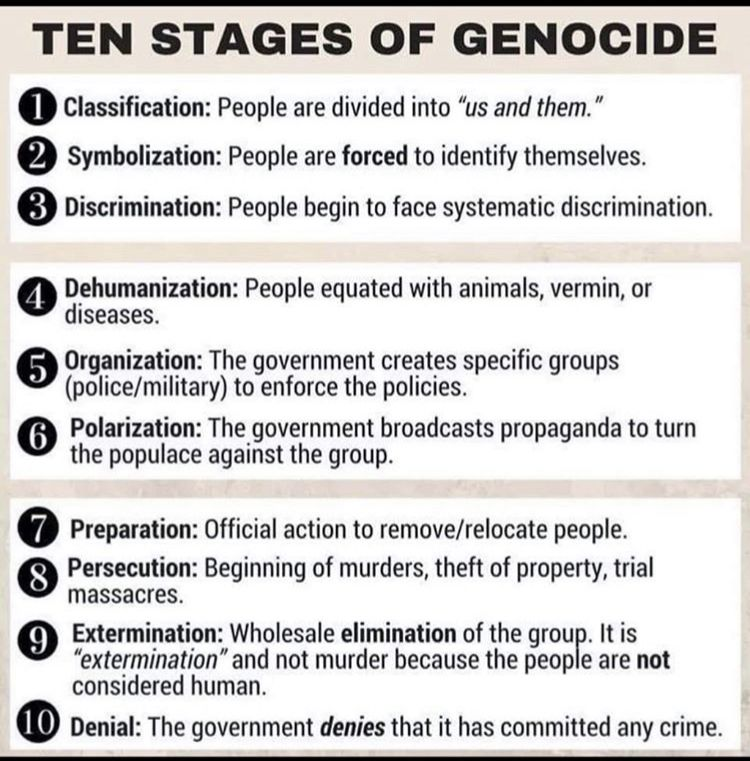 TEN STAGES OF GENOCIDE
1 Classification: People are divided into "us and them."
2 Symbolization: People are forced to identify themselves.
3 Discrimination: People begin to face systematic discrimination.
4 Dehumanization: People equated with animals, vermin, or
diseases.
5 Organization: The government creates specific groups
(police/military) to enforce the policies.
6 Polarization: The government broadcasts propaganda to turn
the populace against the group.
7 Preparation: Official action to remove/relocate people.
8 Persecution: Beginning of murders, theft of property, trial
massacres.
9 Extermination: Wholesale elimination of the group. It is
"extermination" and not murder because the people are not
considered human.
10 Denial: The government denies that it has committed any crime.